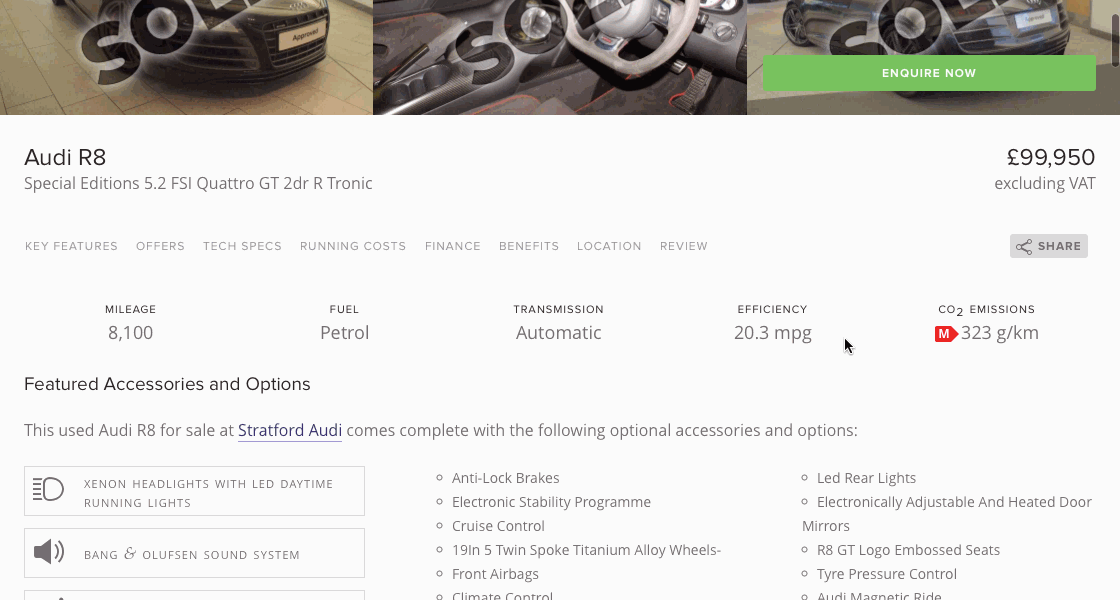 SOLD
Approved
SOLD
SOLD
Approved
ENQUIRE NOW
Audi R8
£99,950
Special Editions 5.2 FSI Quattro GT 2dr R Tronic
excluding VAT
KEY FEATURES OFFERS TECH SPECS RUNNING COSTS FINANCE BENEFITS LOCATION REVIEW
SHARE
MILEAGE FUEL TRANSMISSION EFFICIENCY CO2 EMISSIONS
8,100 Petrol Automatic 20.3 mpg M 323 g/km
Featured Accessories and Options
This used Audi R8 for sale at Stratford Audi comes complete with the following optional accessories and options:
XENON HEADLIGHTS WITH LED DAYTIME
RUNNING LIGHTS
BANG & OLUFSEN SOUND SYSTEM
Anti-Lock Brakes
Electronic Stability Programme
Cruise Control
19In 5 Twin Spoke Titanium Alloy Wheels-
Front Airbags
Climate Control
Led Rear Lights
Electronically Adjustable And Heated Door
Mirrors
R8 GT Logo Embossed Seats
Tyre Pressure Control
Audi Magnetic Ride